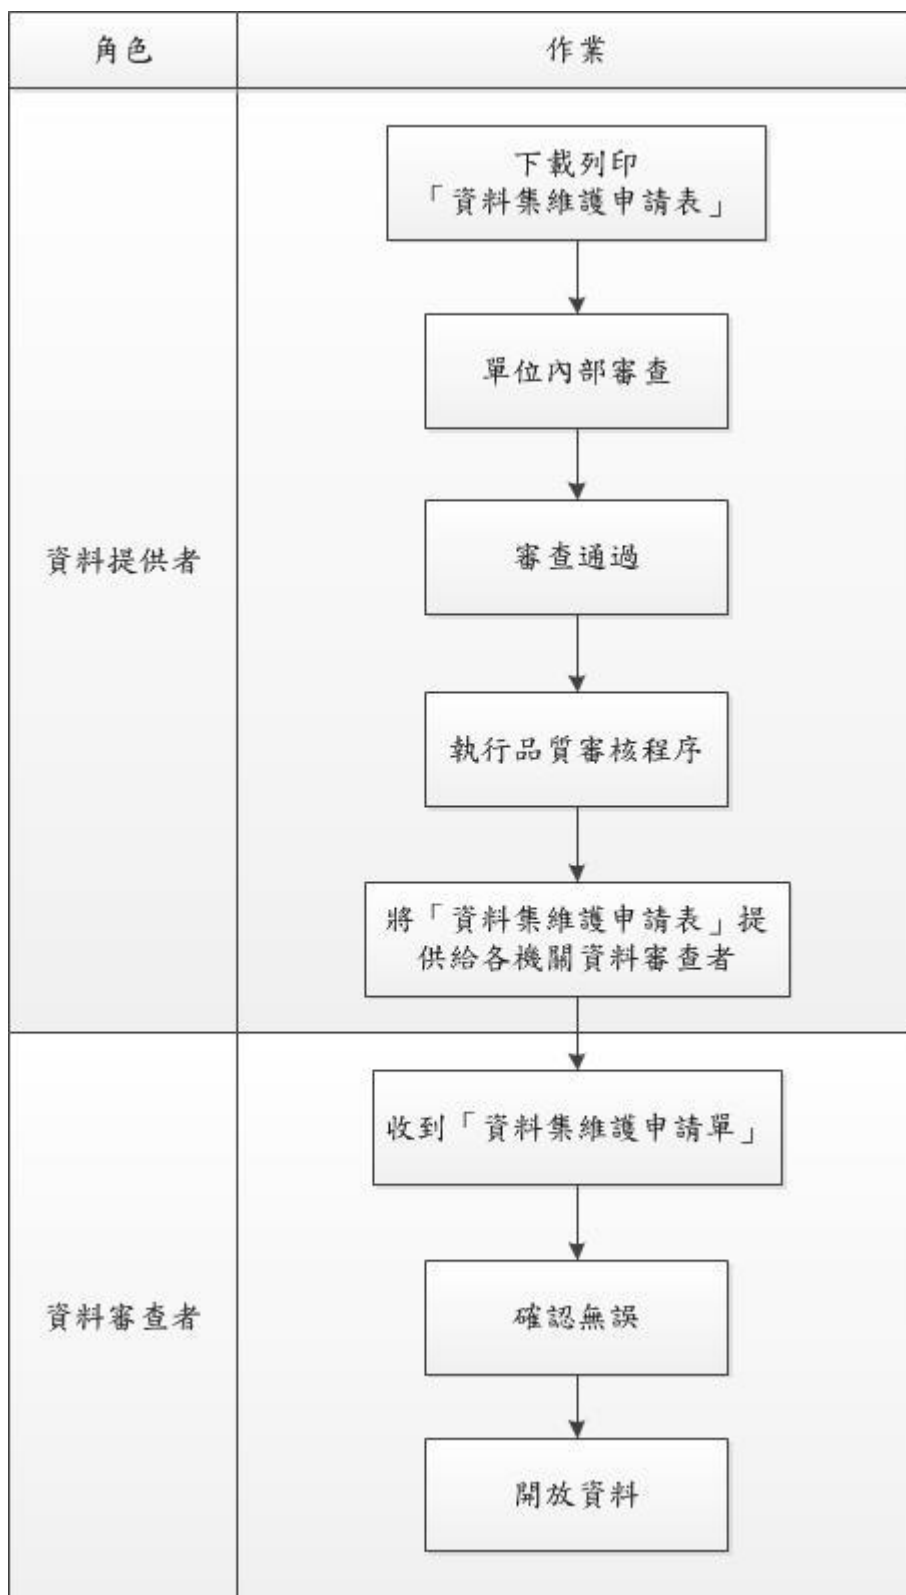 角色
作業
資料提供者
下載列印
「資料集維護申請表」
單位內部審查
審查通過
執行品質審核程序
將「資料集維護申請表」提
供給各機關資料審查者
資料審查者
收到「資料集維護申請單」
確認無誤
開放資料